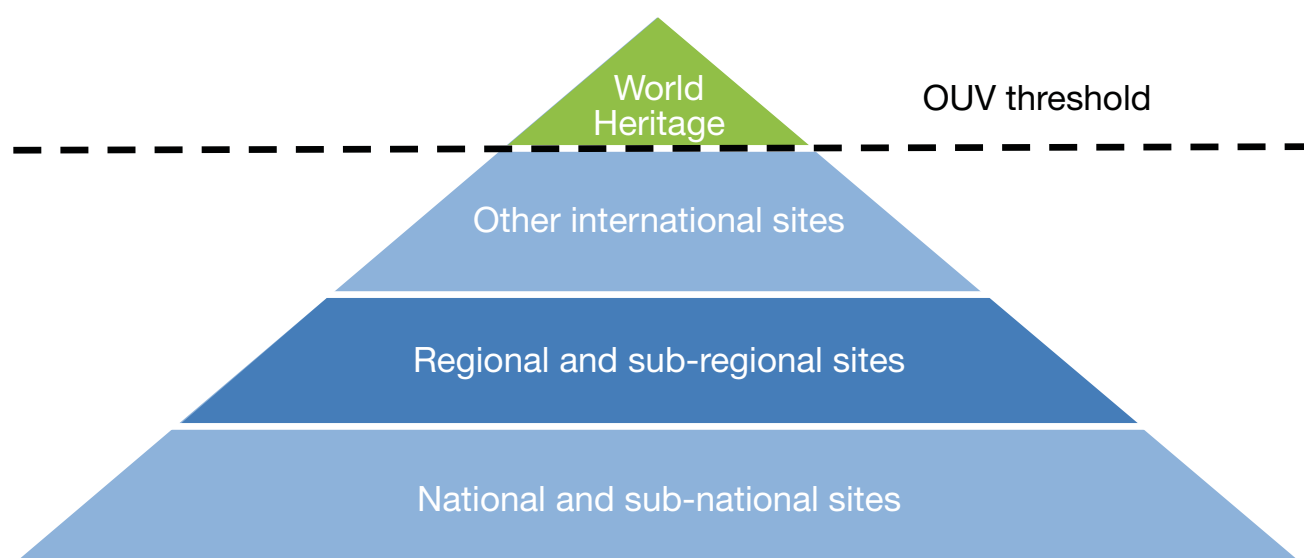 World
Heritage
OUV threshold
Other international sites
Regional and sub-regional sites
National and sub-national sites